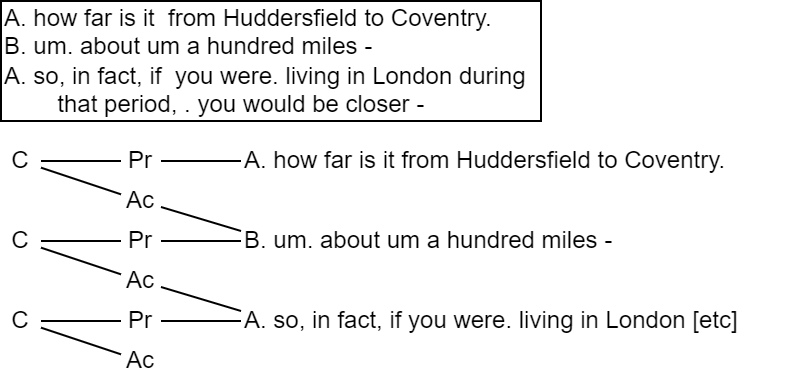 A. how far is it  from Huddersfield to Coventry.
B. um. about um a hundred miles -
A. so, in fact, if  you were. living in London during
that period, . you would be closer -
C Pr A. how far is it from Huddersfield to Coventry.
Ac
C Pr B. um. about um a hundred miles -
Ac
C Pr A. so, in fact, if you were. living in London [etc]
Ac